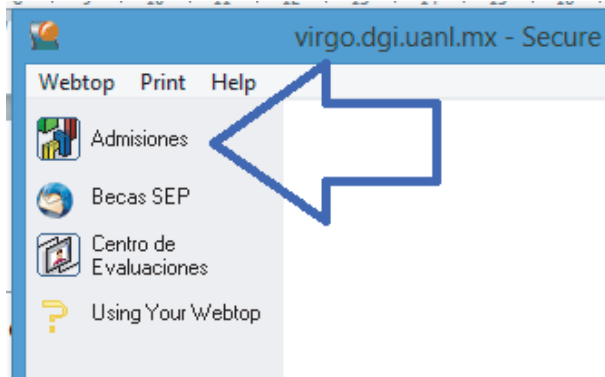 virgo.dgi.uanl.mx - Secure
Webtop Print Help
Admisiones
Becas SEP
Centro de
Evaluaciones
Using Your Webtop